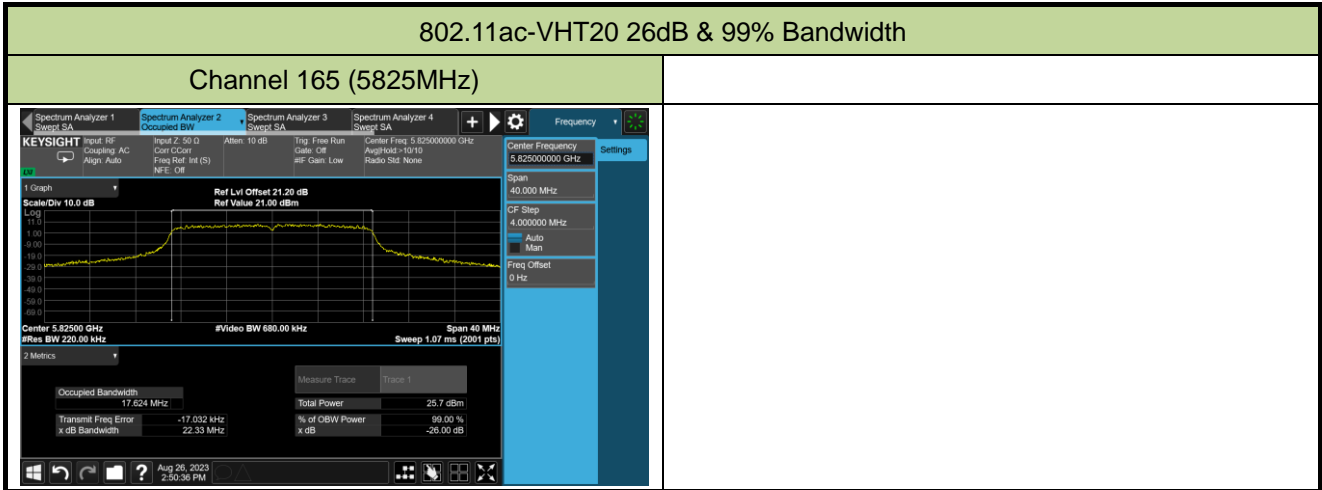 802.11ac-VHT20 26dB & 99% Bandwidth
Channel 165 (5825MHz)
Spectrum Analyzer 1
Swept SA
Spectrum Analyzer 2
Occupied BW
Spectrum Analyzer 3
Swept SA
Spectrum Analyzer 4
Swept SA
+
Frequency
KEYSIGHT
Input: RF
Coupling: AC
Align: Auto
Input Z: 50 Ω
Corr CCorr
Freq Ref: Int (S)
NFE: Off
Atten: 10 dB
Trig: Free Run
Gate: Off
#IF Gain: Low
Center Freq: 5.825000000 GHz
Avg|Hold:>10/10
Radio Std: None
Center Frequency
5.825000000 GHz
Settings
Span
40.000 MHz
CF Step
4.000000 MHz
Auto
Man
Freq Offset
0 Hz
1 Graph
Scale/Div 10.0 dB
Ref Lvl Offset 21.20 dB
Ref Value 21.00 dBm
Log
11.0
1.00
-9.00
-19.0
-29.0
-39.0
-49.0
-59.0
-69.0
Center 5.82500 GHz
#Video BW 680.00 kHz
Span 40 MHz
#Res BW 220.00 kHz
Sweep 1.07 ms (2001 pts)
2 Metrics
Measure Trace
Trace 1
Occupied Bandwidth
17.624 MHz
Total Power
25.7 dBm
Transmit Freq Error
-17.032 kHz
% of OBW Power
99.00 %
x dB Bandwidth
22.33 MHz
x dB
-26.00 dB
?
Aug 26, 2023
2:50:36 PM